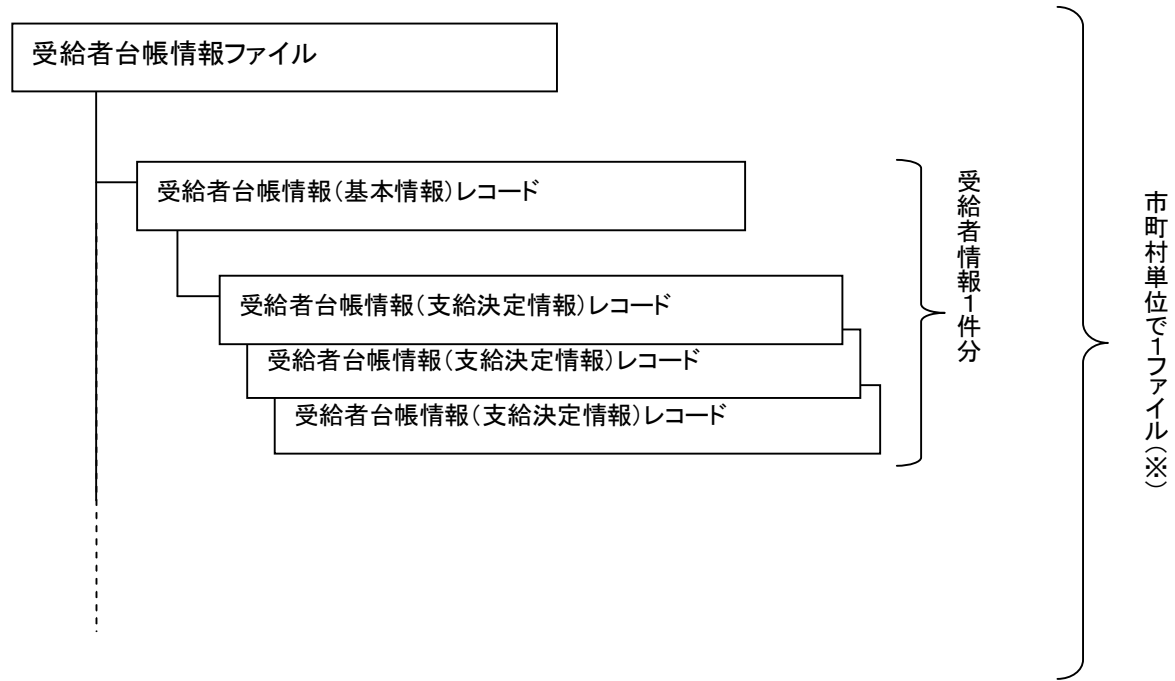 受給者台帳情報ファイル
受給者台帳情報(基本情報)レコード
受給者台帳情報(支給決定情報)レコード
受給者台帳情報(支給決定情報)レコード
受給者台帳情報(支給決定情報)レコード
受給者情報1件分
市町村単位で1ファイル(※)